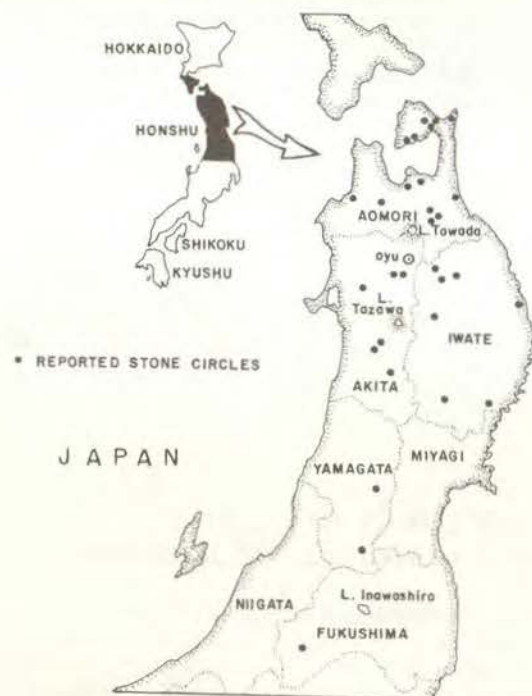 HOKKAIDO
HONSHU
SHIKOKU
KYUSHU
AOMORI
L. Towada
oyu
L.
Tazawa
IWATE
• REPORTED STONE CIRCLES
AKITA
JAPAN
YAMAGATA
MIYAGI
NIIGATA
L. Inawashiro
FUKUSHIMA